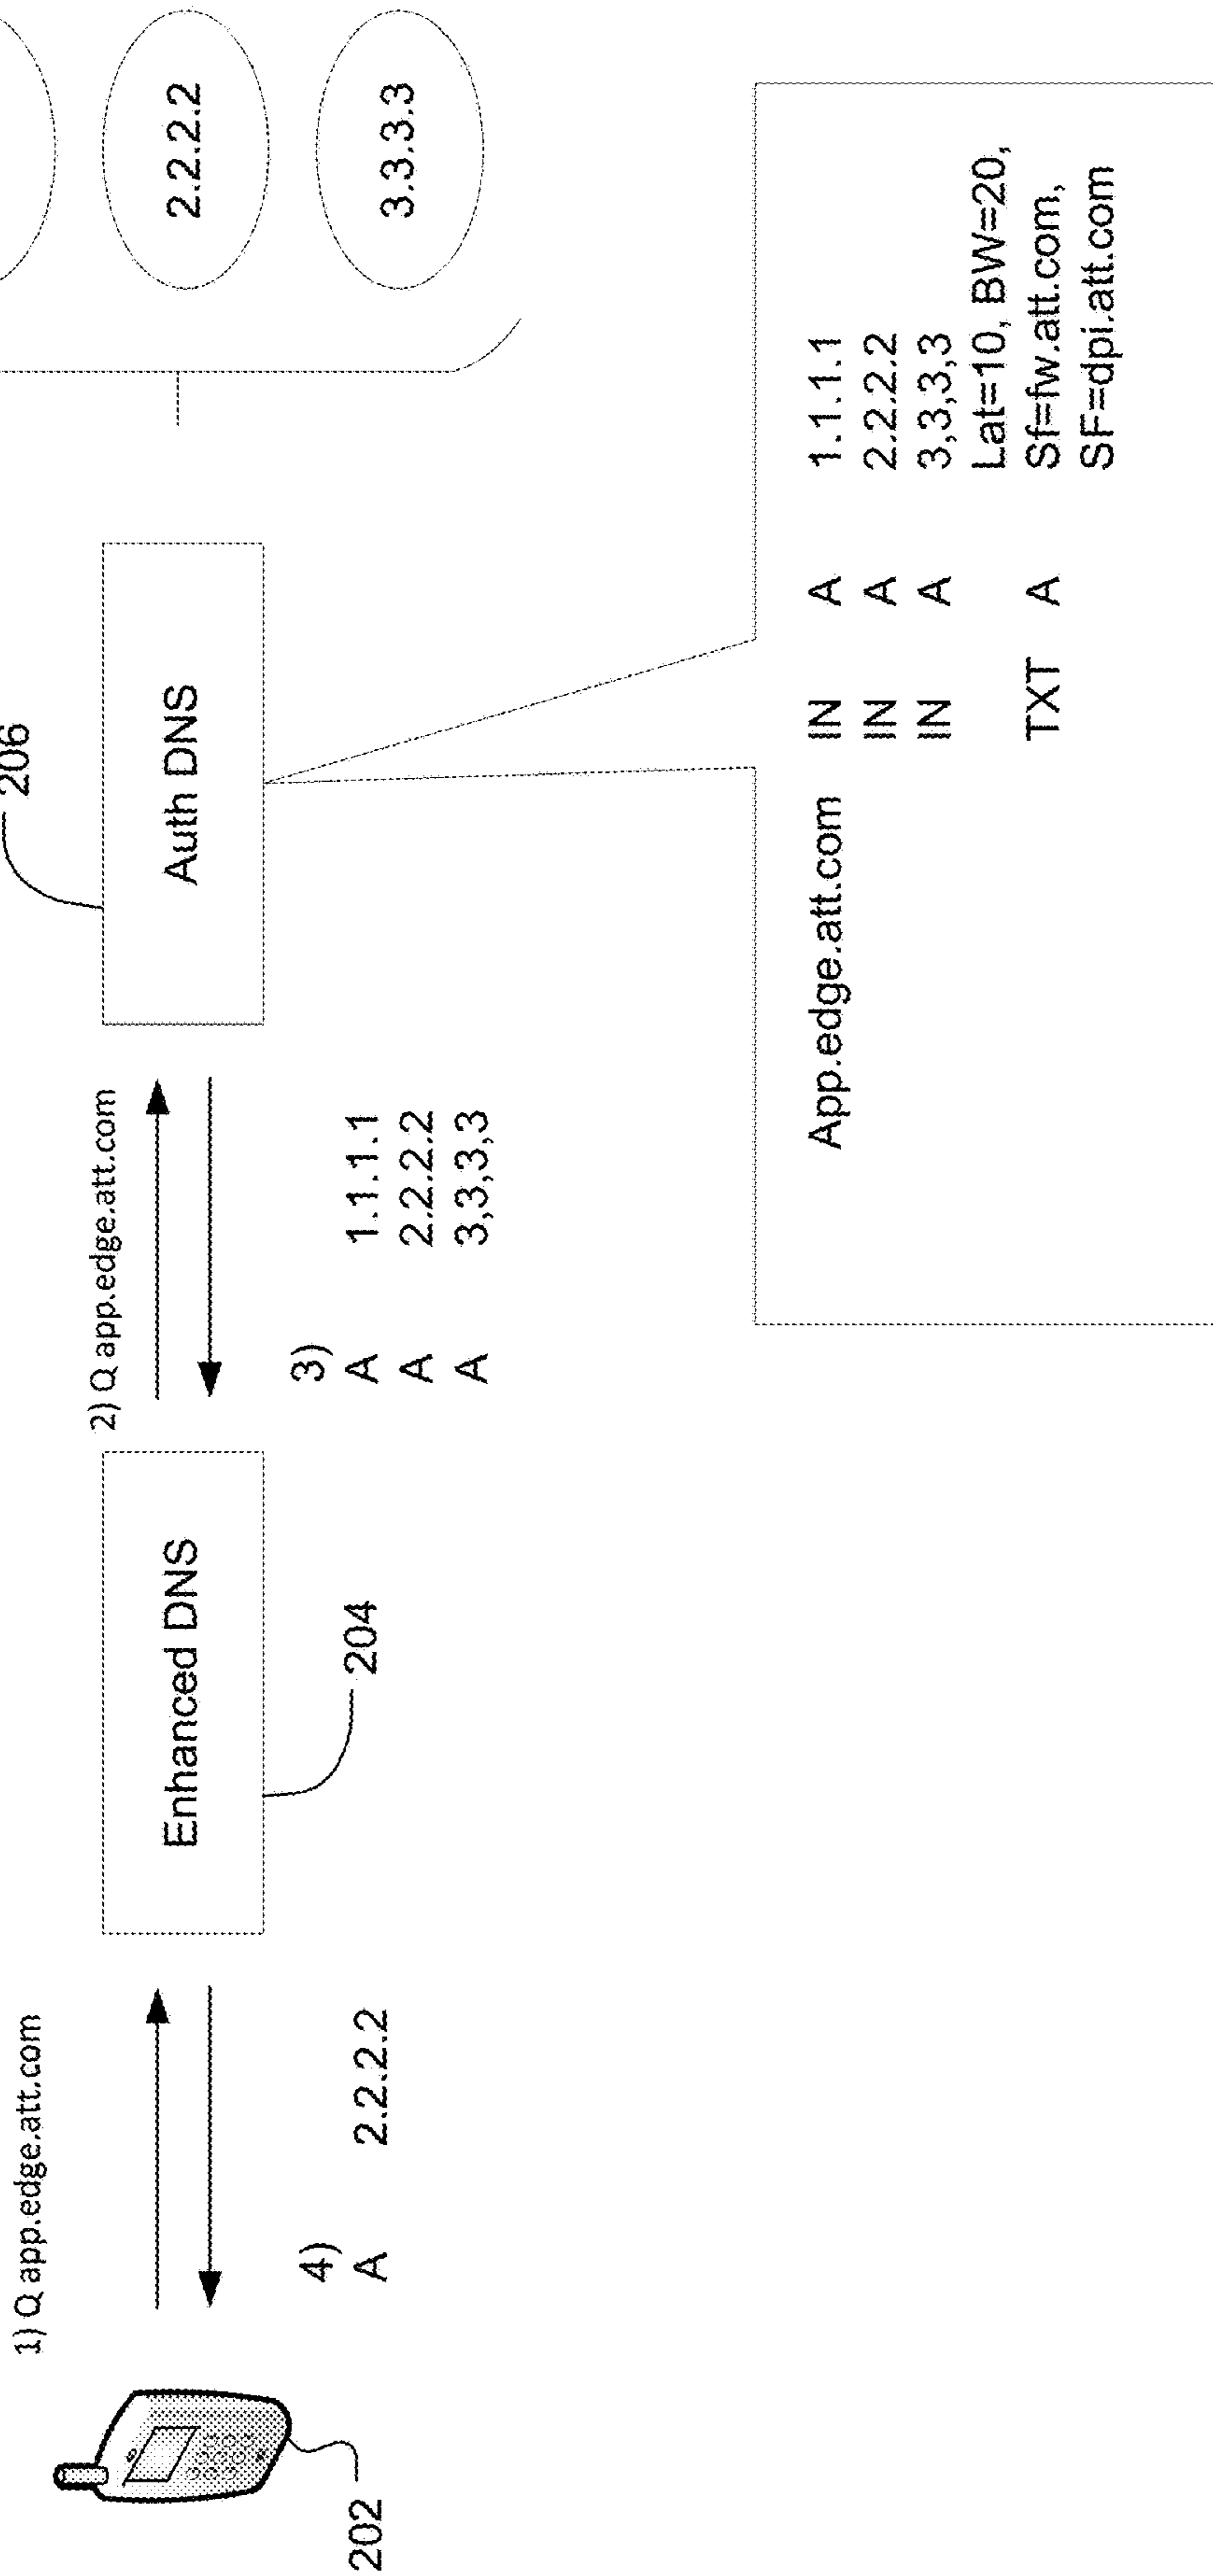 1) Q app.edge.att.com
2) Q app.edge.att.com
206
2.2.2.2
3.3.3.3
Enhanced DNS
Auth DNS
202
204
4)
A 2.2.2.2
3)
A 1.1.1.1
A 2.2.2.2
A 3,3,3,3
App.edge.att.com IN A 1.1.1.1
IN A 2.2.2.2
IN A 3,3,3,3
Lat=10, BW=20,
TXT A Sf=fw.att.com,
SF=dpi.att.com